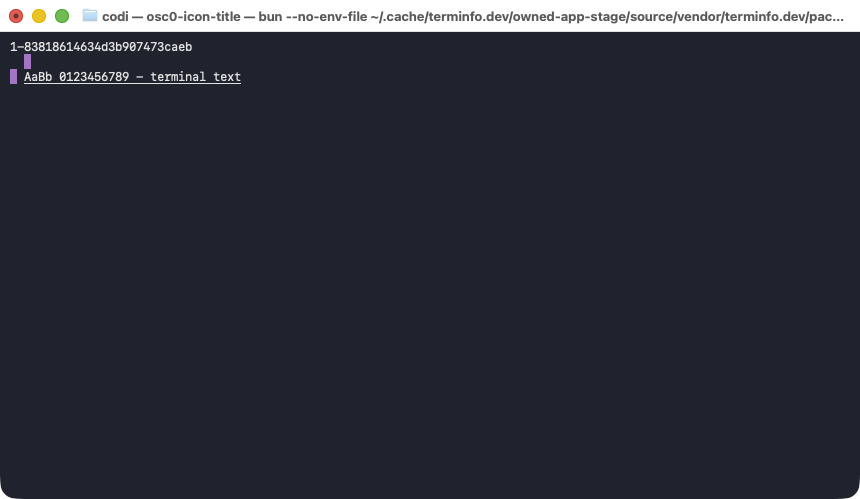 codi — osc0-icon-title — bun --no-env-file ~/.cache/terminfo.dev/owned-app-stage/source/vendor/terminfo.dev/pac...
1-83818614634d3b907473caeb
AaBb 0123456789 — terminal text